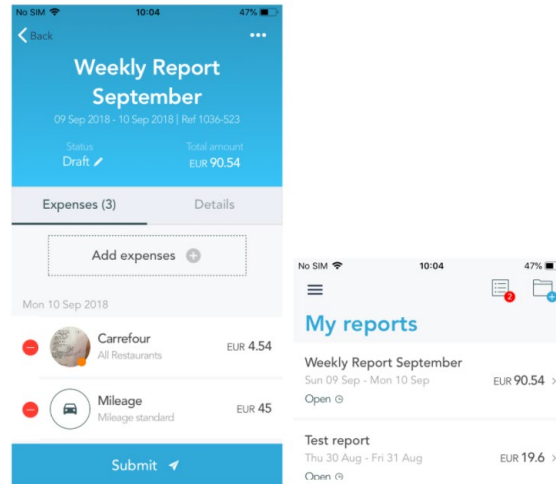 No SIM 10:04 47%
Back
Weekly Report
September
09 Sep 2018 - 10 Sep 2018 | Ref 1036-523
Status Total amount
Draft EUR 90.54
Expenses (3) Details
Add expenses
Mon 10 Sep 2018
Carrefour
All Restaurants
EUR 4.54
Mileage
Mileage standard
EUR 45
Submit
No SIM 10:04 47%
2
My reports
Weekly Report September
Sun 09 Sep - Mon 10 Sep EUR 90.54
Open
Test report
Thu 30 Aug - Fri 31 Aug EUR 19.6
Open